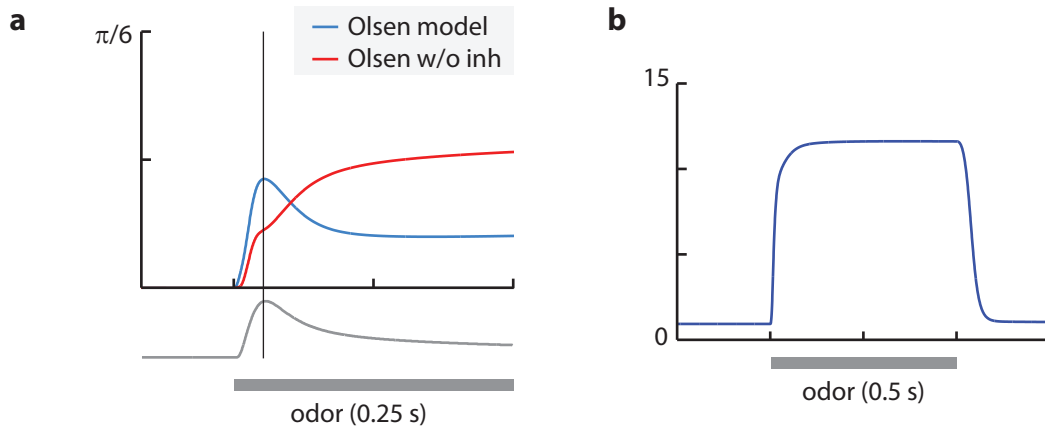 a
π/6
Olsen model
Olsen w/o inh
odor (0.25 s)
b
15
0
odor (0.5 s)